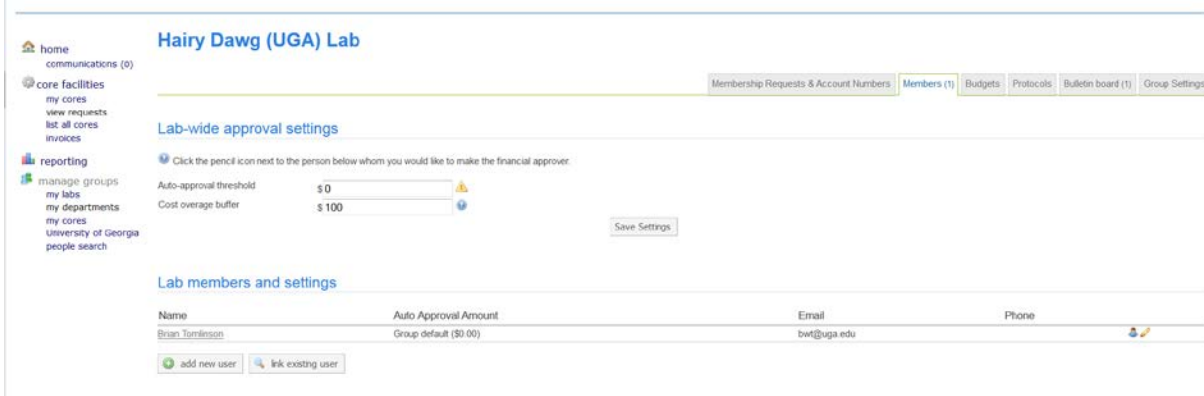 Hairy Dawg (UGA) Lab
home
communications (0)
core facilities
my cores
view requests
list all cores
invoices
reporting
manage groups
my labs
my departments
my cores
University of Georgia
people search
Membership Requests & Account Numbers Members (1) Budgets Protocols Bulletin board (1) Group Settings
Lab-wide approval settings
Click the pencil icon next to the person below whom you would like to make the financial approver.
Auto-approval threshold $ 0
Cost overage buffer $ 100
Save Settings
Lab members and settings
Name Auto Approval Amount Email Phone
Brian Tomlinson Group default ($0.00) bwt@uga.edu
add new user link existing user